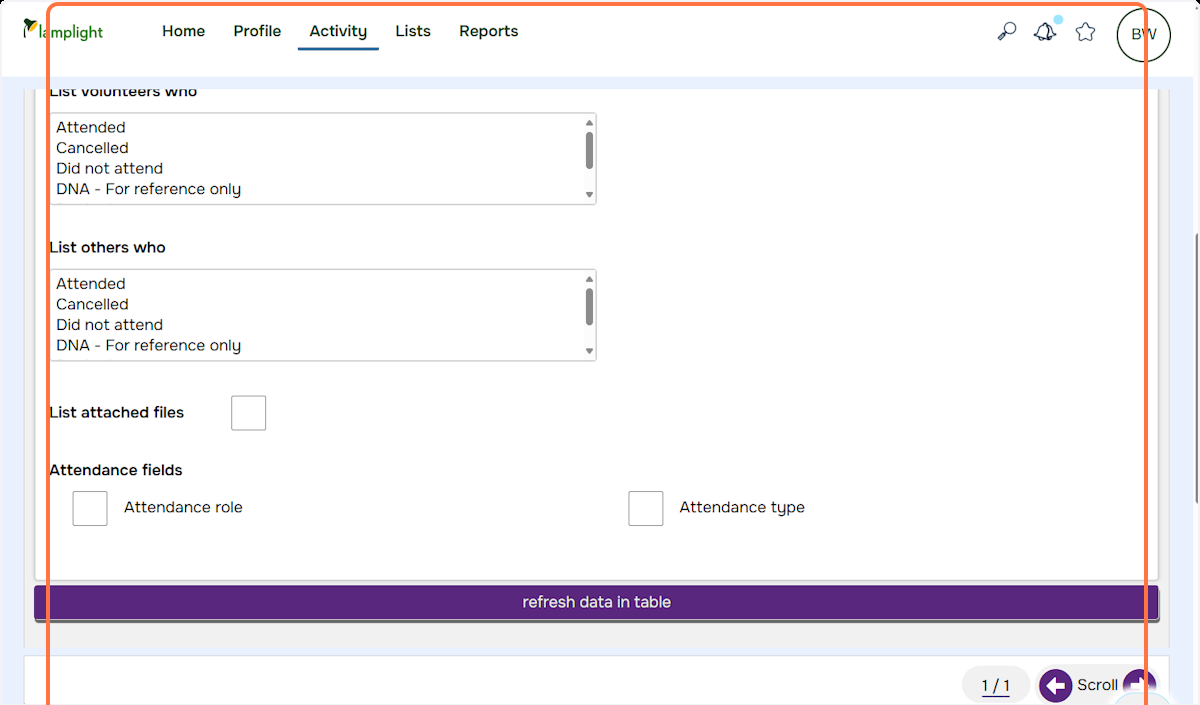 lamplight
Home Profile Activity Lists Reports
BW
List volunteers who
Attended
Cancelled
Did not attend
DNA - For reference only
List others who
Attended
Cancelled
Did not attend
DNA - For reference only
List attached files
Attendance fields
Attendance role Attendance type
refresh data in table
1 / 1 Scroll